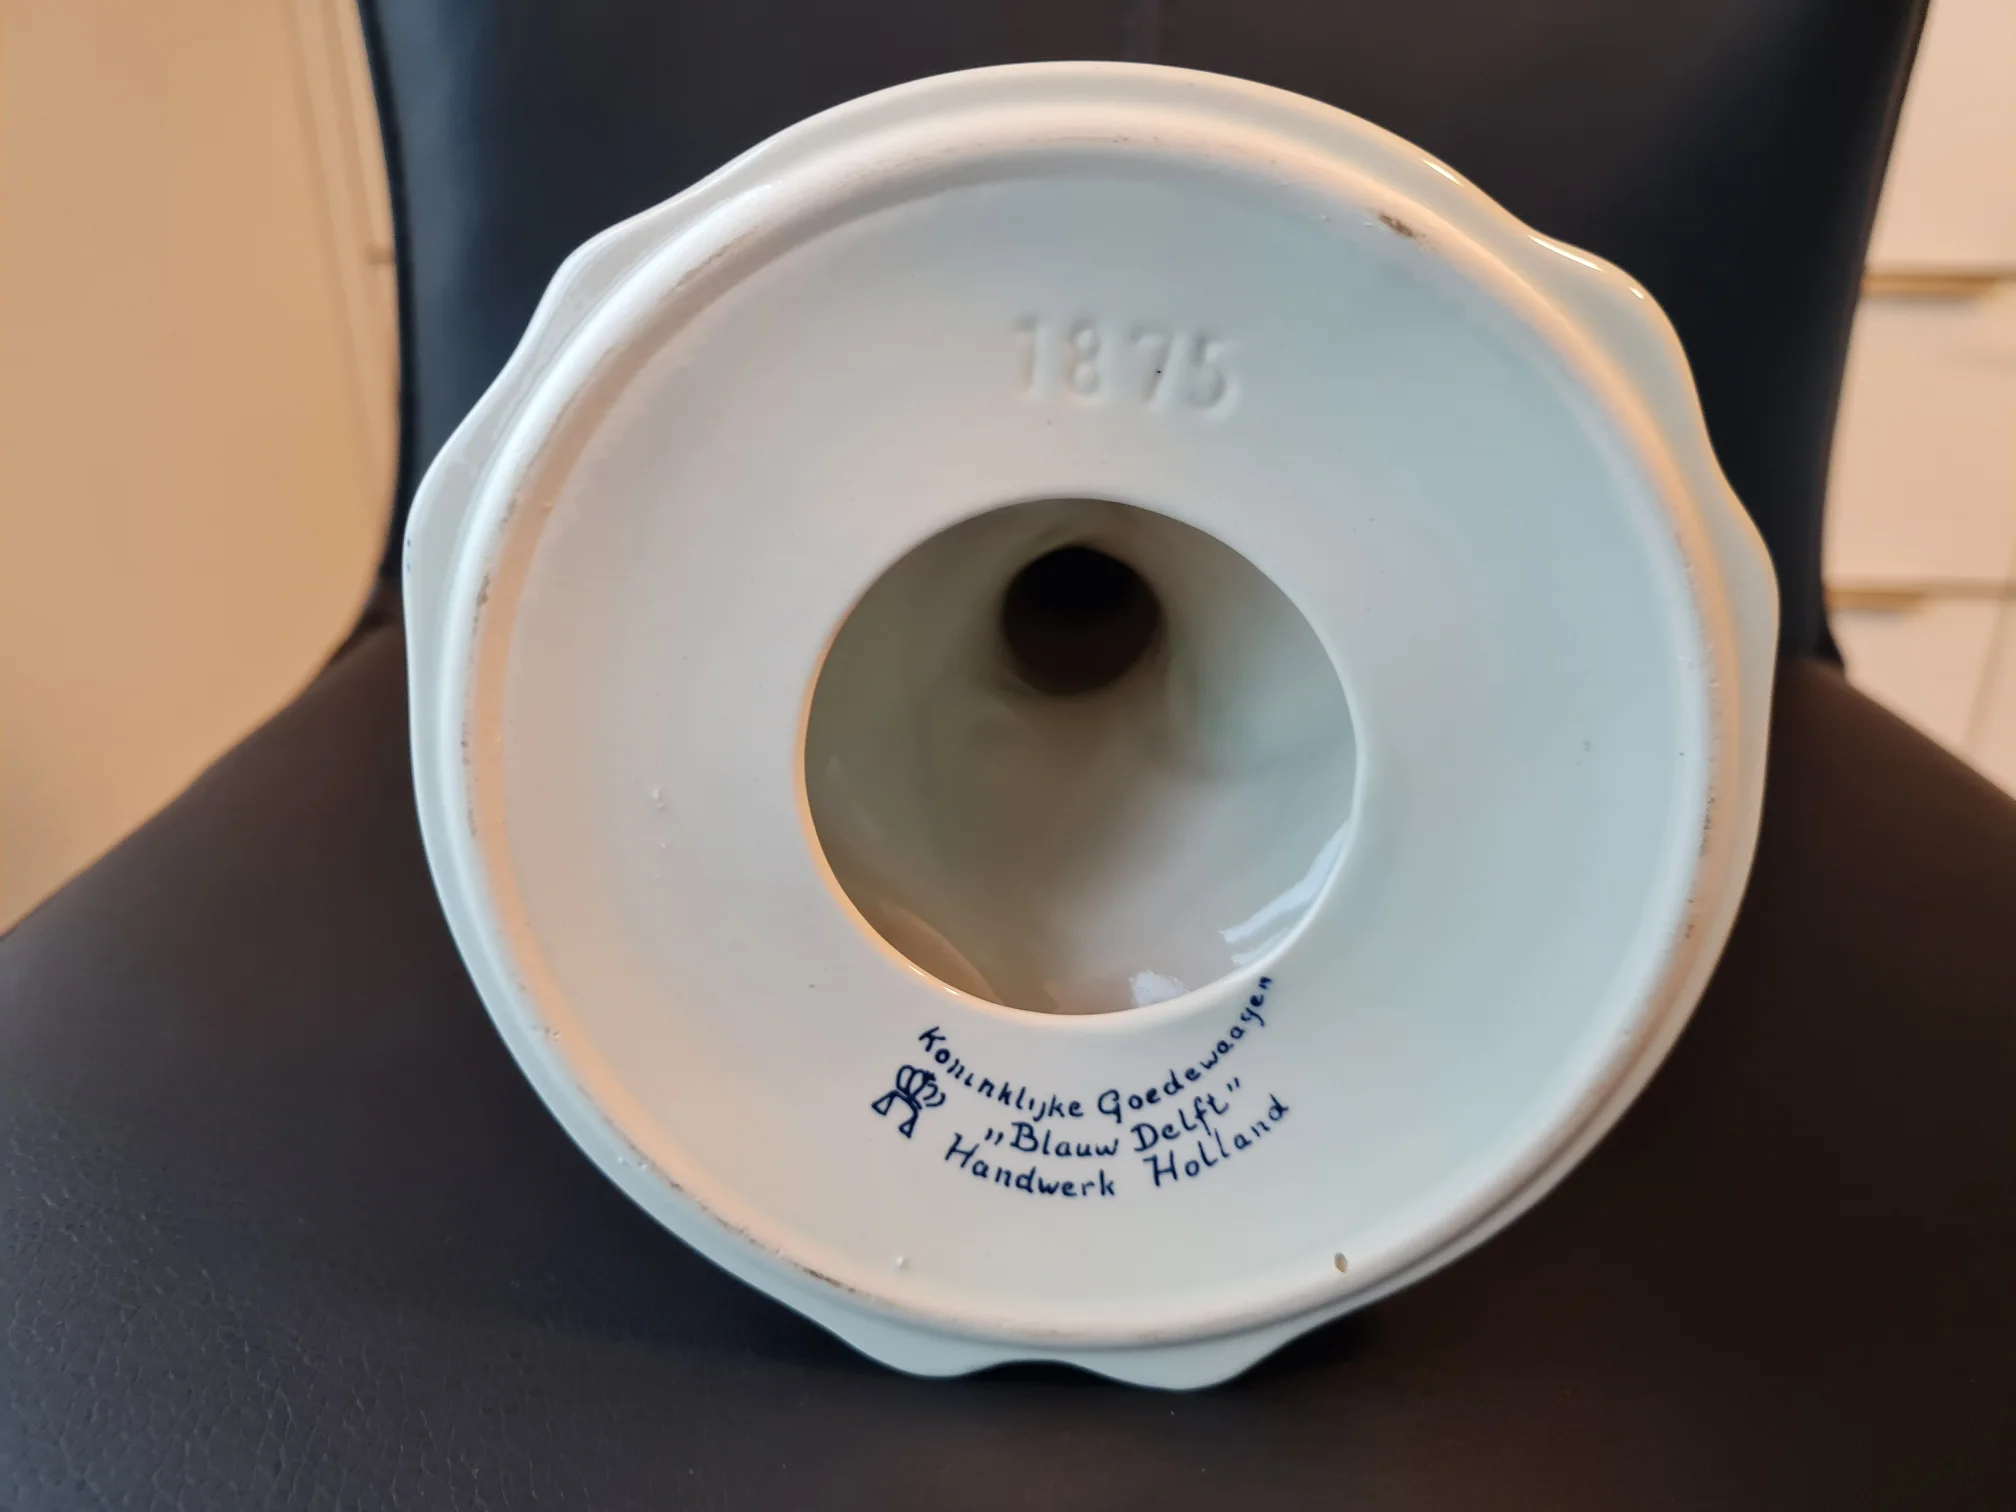 1875
Koninklijke Goedewaagen
„Blauw Delft”
Handwerk Holland